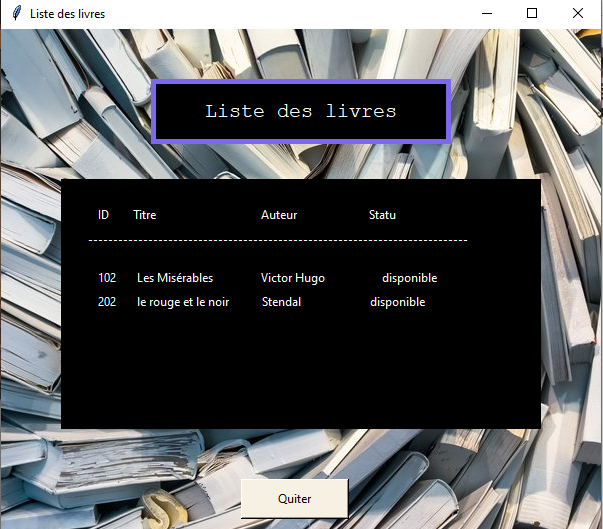 Liste des livres
Liste des livres
ID Titre Auteur Statu
--------------------------------------------------------------------------------
102 Les Misérables Victor Hugo disponible
202 le rouge et le noir Stendal disponible
Quiter